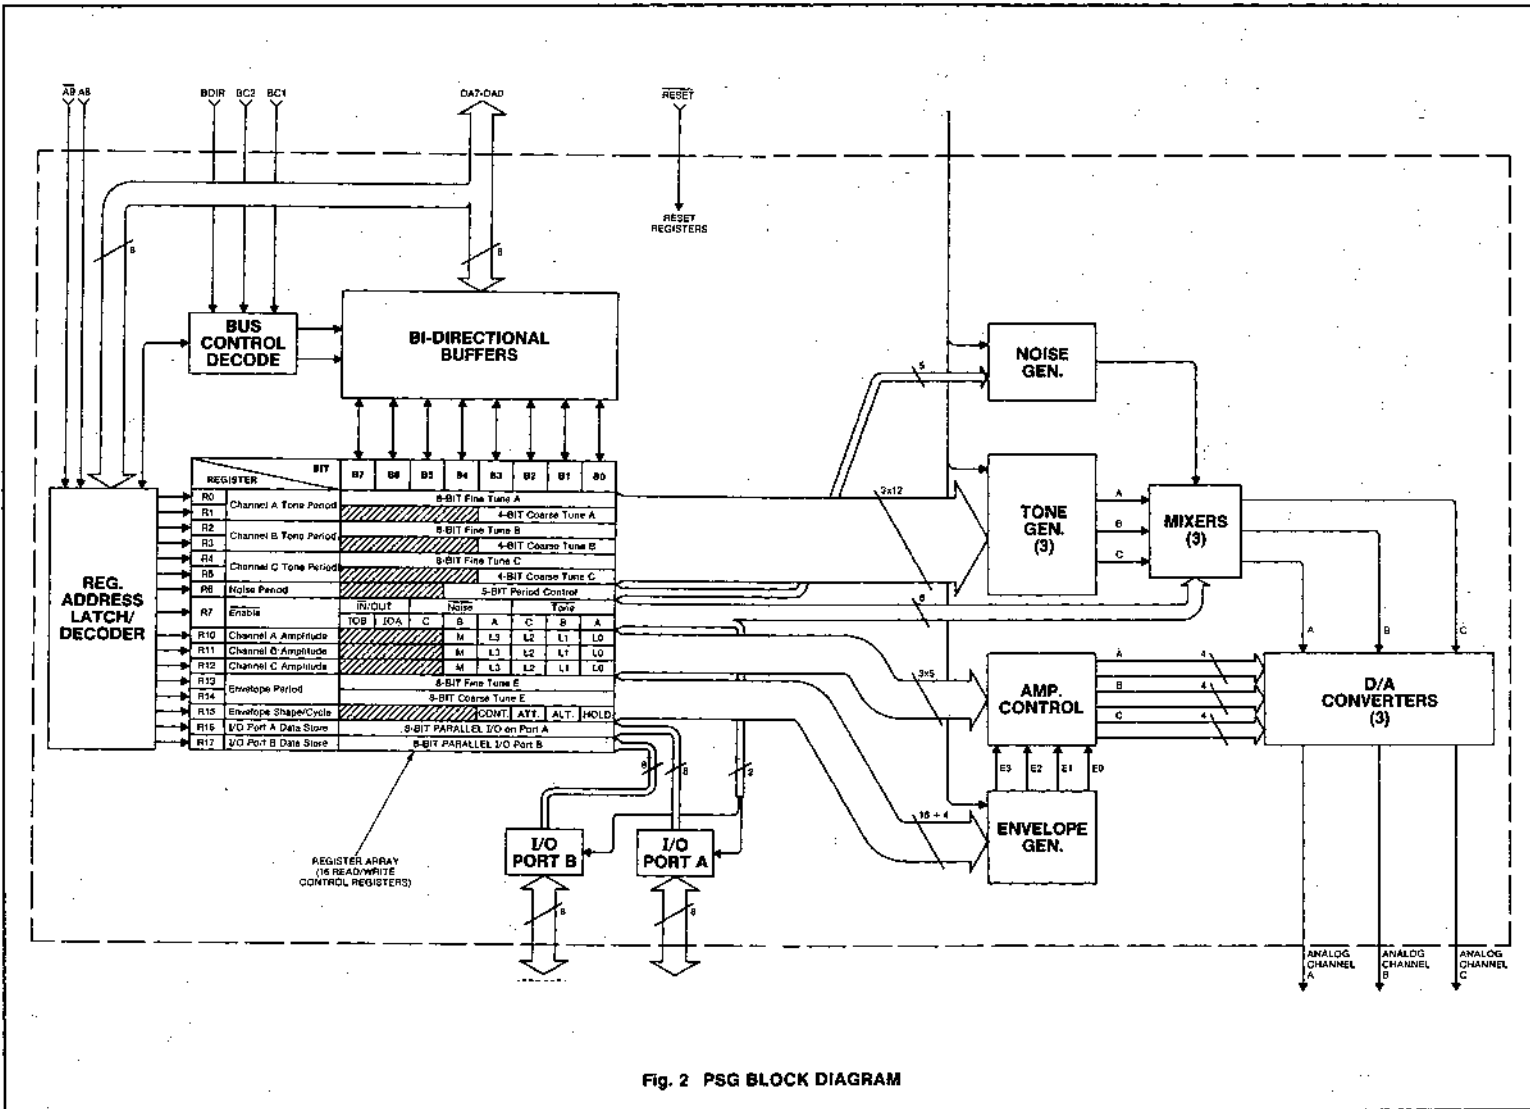 A9 A8 BDIR BC2 BC1 DA7-DA0 RESET
8 8
RESET
REGISTERS
BUS
CONTROL
DECODE
BI-DIRECTIONAL
BUFFERS
NOISE
GEN.
5
REG.
ADDRESS
LATCH/
DECODER
REGISTER BIT B7 B6 B5 B4 B3 B2 B1 B0
R0 Channel A Tone Period 8-BIT Fine Tune A
R1 4-BIT Coarse Tune A
R2 Channel B Tone Period 8-BIT Fine Tune B
R3 4-BIT Coarse Tune B
R4 Channel C Tone Period 8-BIT Fine Tune C
R5 4-BIT Coarse Tune C
R6 Noise Period 5-BIT Period Control
R7 Enable IN/OUT Noise Tone
IOB IOA C B A C B A
R10 Channel A Amplitude M L3 L2 L1 L0
R11 Channel B Amplitude M L3 L2 L1 L0
R12 Channel C Amplitude M L3 L2 L1 L0
R13 Envelope Period 8-BIT Fine Tune E
R14 8-BIT Coarse Tune E
R15 Envelope Shape/Cycle CONT. ATT. ALT. HOLD
R16 I/O Port A Data Store 8-BIT PARALLEL I/O on Port A
R17 I/O Port B Data Store 8-BIT PARALLEL I/O Port B
3x12
TONE
GEN.
(3)
A
B
C
MIXERS
(3)
6
A B C
3x5
AMP.
CONTROL
A 4
B 4
C 4
D/A
CONVERTERS
(3)
E3 E2 E1 E0
16 + 4
ENVELOPE
GEN.
8 8 2
I/O
PORT B
I/O
PORT A
8 8
REGISTER ARRAY
(16 READ/WRITE
CONTROL REGISTERS)
ANALOG
CHANNEL
A
ANALOG
CHANNEL
B
ANALOG
CHANNEL
C
Fig. 2 PSG BLOCK DIAGRAM